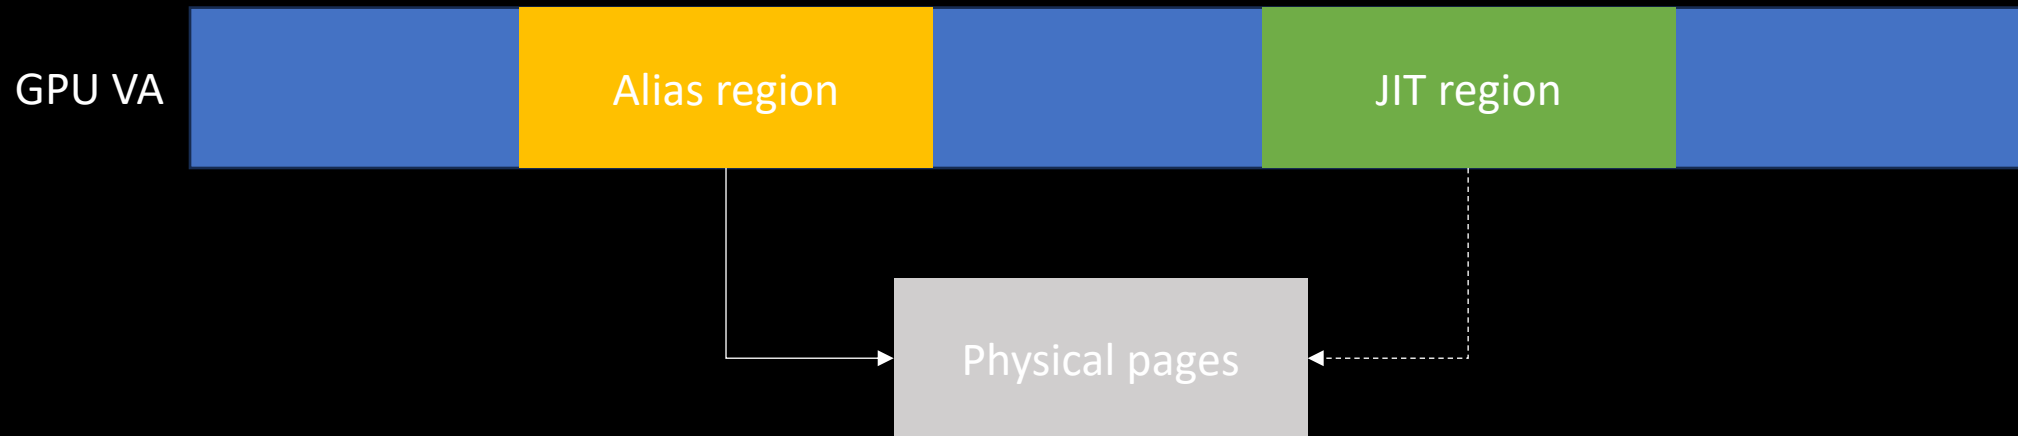 GPU VA
Alias region
JIT region
Physical pages